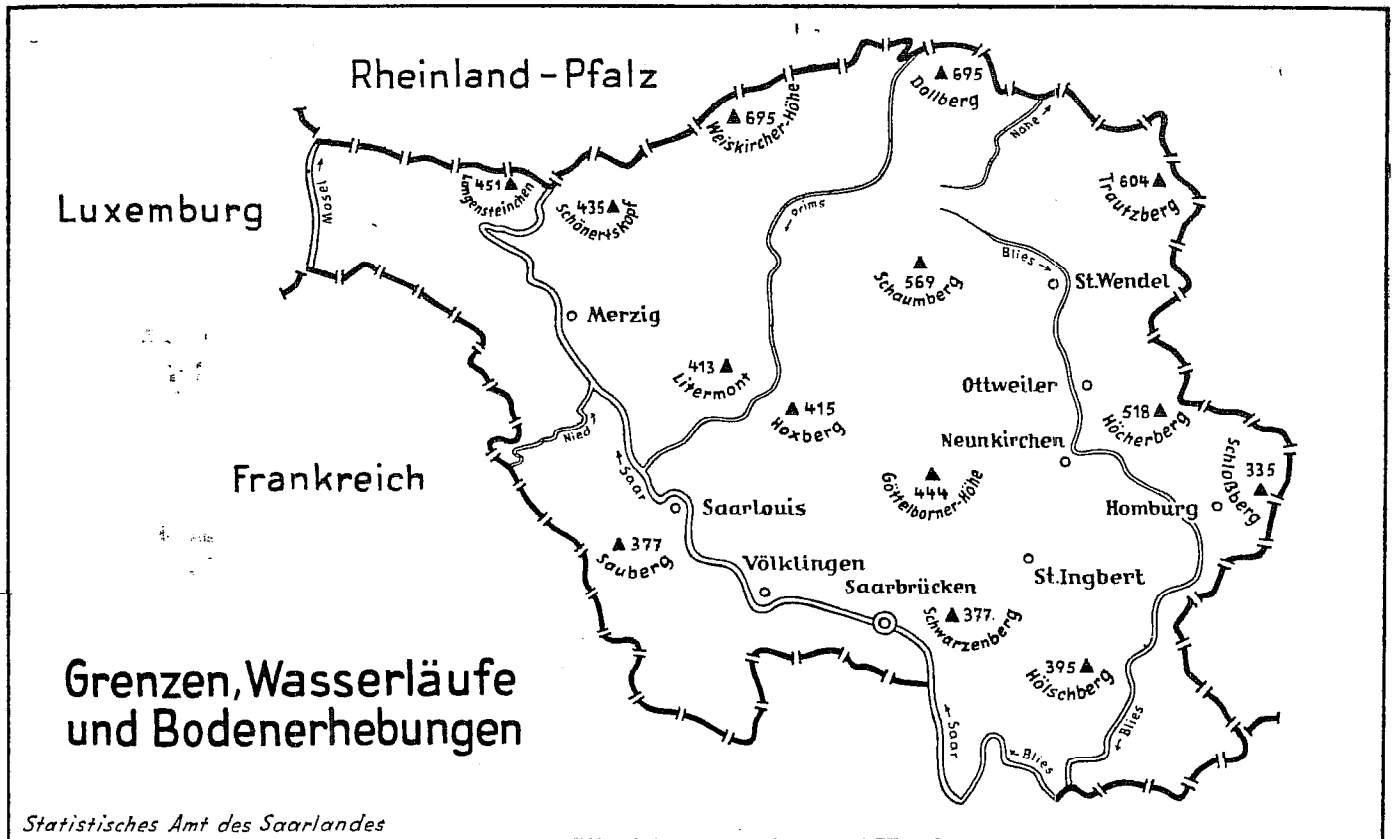 Rheinland-Pfalz
Luxemburg
Frankreich
Mosel
451
Langensteinchen
435
Schönertskopf
695
Weiskircher-Höhe
695
Dollberg
Nahe
604
Trautzberg
Prims
Blies
569
Schaumberg
St.Wendel
Merzig
413
Litermont
415
Hoxberg
Ottweiler
518
Höcherberg
Nied
Neunkirchen
Saar
444
Göttelborner-Höhe
335
Schloßberg
Saarlouis
Homburg
377
Sauberg
Völklingen
Saarbrücken
St.Ingbert
377
Schwarzenberg
395
Hölschberg
Saar
Blies
Blies
Grenzen, Wasserläufe
und Bodenerhebungen
Statistisches Amt des Saarlandes